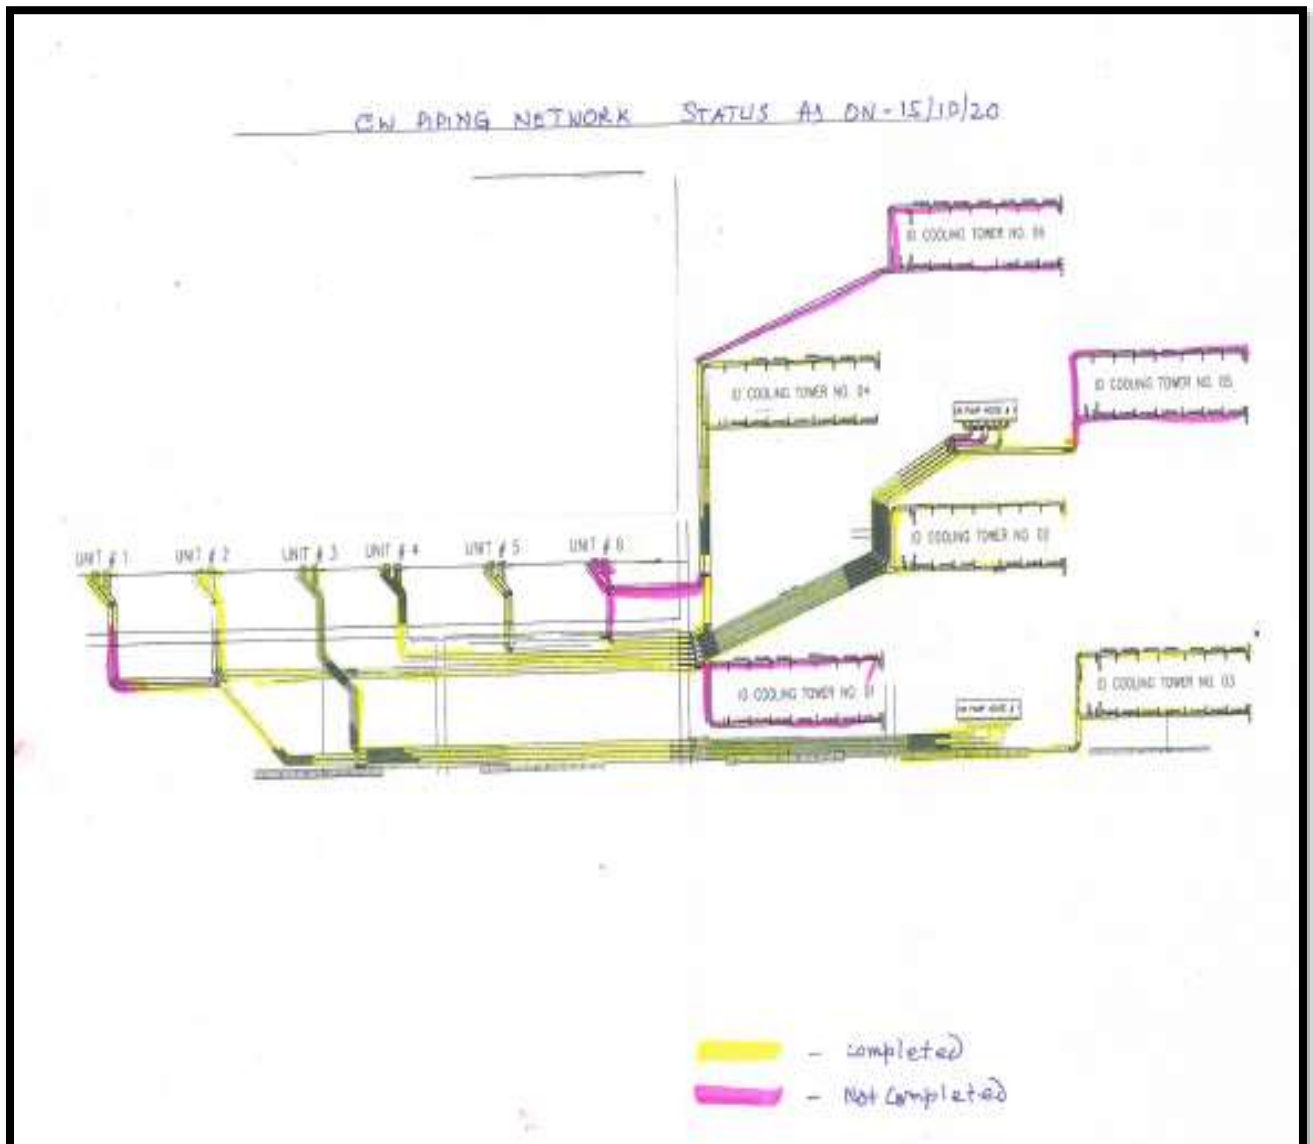 CW PIPING NETWORK STATUS AS ON - 15/10/20
ID COOLING TOWER NO. 06
ID COOLING TOWER NO. 04
ID COOLING TOWER NO. 05
ID COOLING TOWER NO. 02
UNIT # 1 UNIT # 2 UNIT # 3 UNIT # 4 UNIT # 5 UNIT # 6
ID COOLING TOWER NO. 01
ID COOLING TOWER NO. 03
- completed
- Not Completed